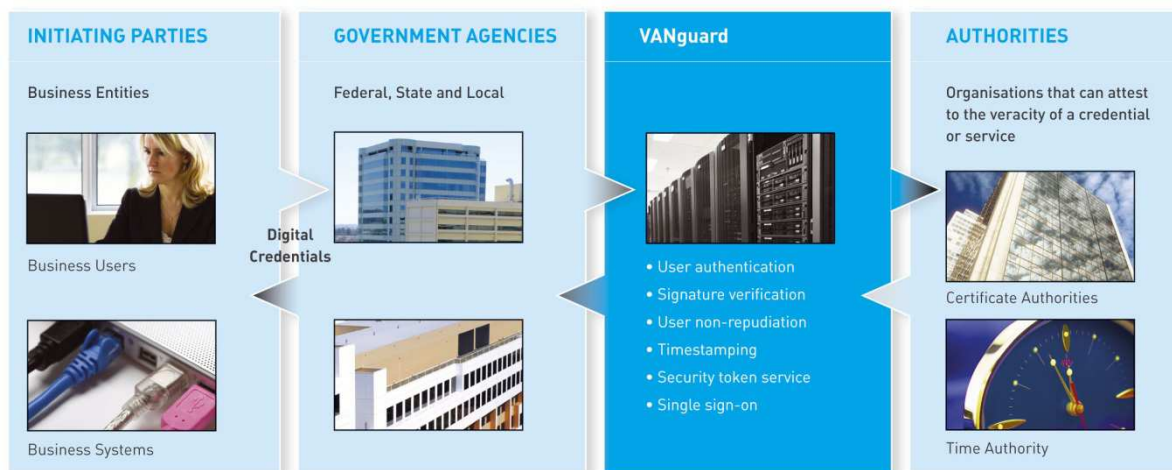 INITIATING PARTIES
Business Entities
Business Users
Business Systems
Digital
Credentials
GOVERNMENT AGENCIES
Federal, State and Local
VANguard
• User authentication
• Signature verification
• User non-repudiation
• Timestamping
• Security token service
• Single sign-on
AUTHORITIES
Organisations that can attest
to the veracity of a credential
or service
Certificate Authorities
Time Authority